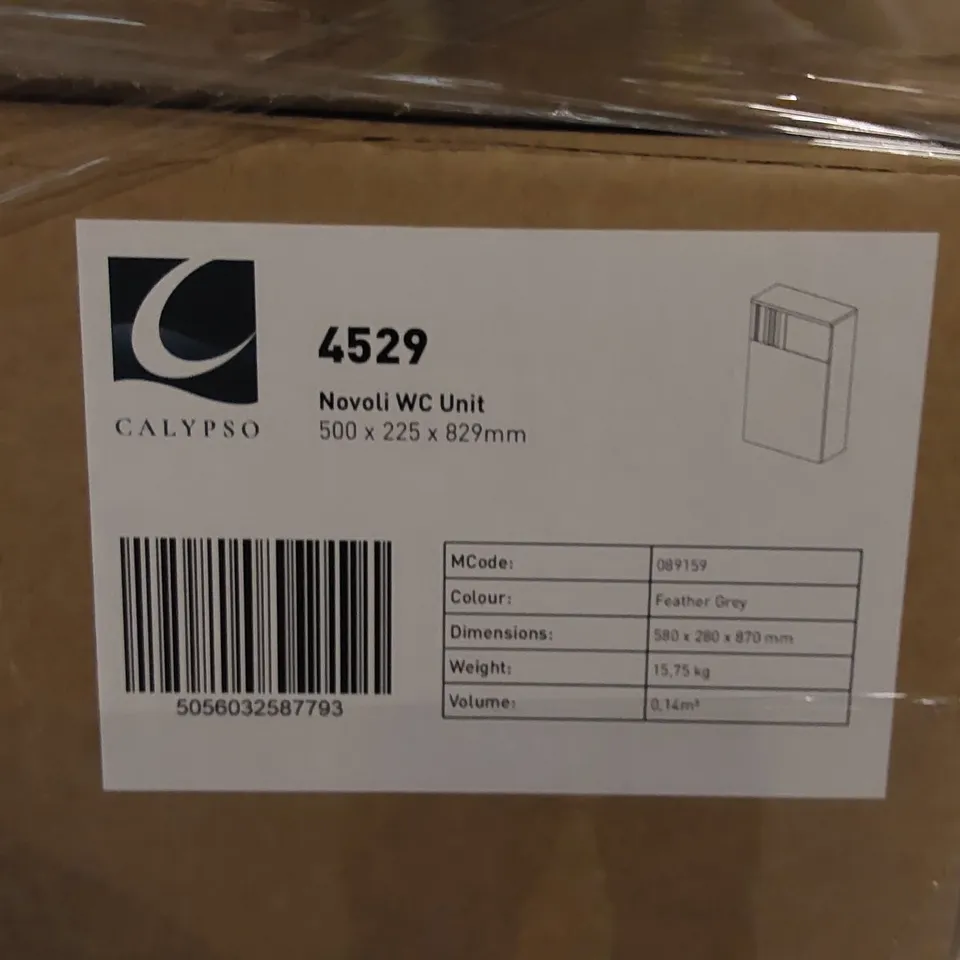 CALYPSO
4529
Novoli WC Unit
500 x 225 x 829mm
5056032587793
MCode: 089159
Colour: Feather Grey
Dimensions: 580 x 280 x 870 mm
Weight: 15,75 kg
Volume: 0,14m³